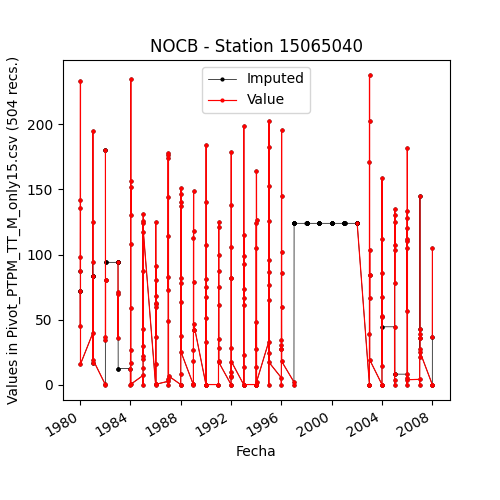 NOCB - Station 15065040
Imputed
Value
Values in Pivot_PTPM_TT_M_only15.csv (504 recs.)
200
150
100
50
0
1980
1984
1988
1992
1996
2000
2004
2008
Fecha